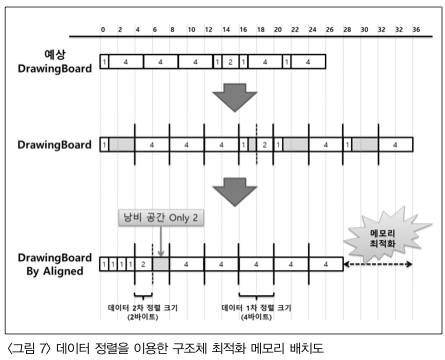 0 2 4 6 8 10 12 14 16 18 20 22 24 26 28 30 32 34 36
예상
DrawingBoard
1 4 4 4 1 2 1 4 1 4
DrawingBoard
1 4 4 4 1 2 1 4 1 4
낭비 공간 Only 2
메모리
최적화
DrawingBoard
By Aligned
1 1 1 1 2 4 4 4 4 4
데이터 2차 정렬 크기
(2바이트)
데이터 1차 정렬 크기
(4바이트)
<그림 7> 데이터 정렬을 이용한 구조체 최적화 메모리 배치도